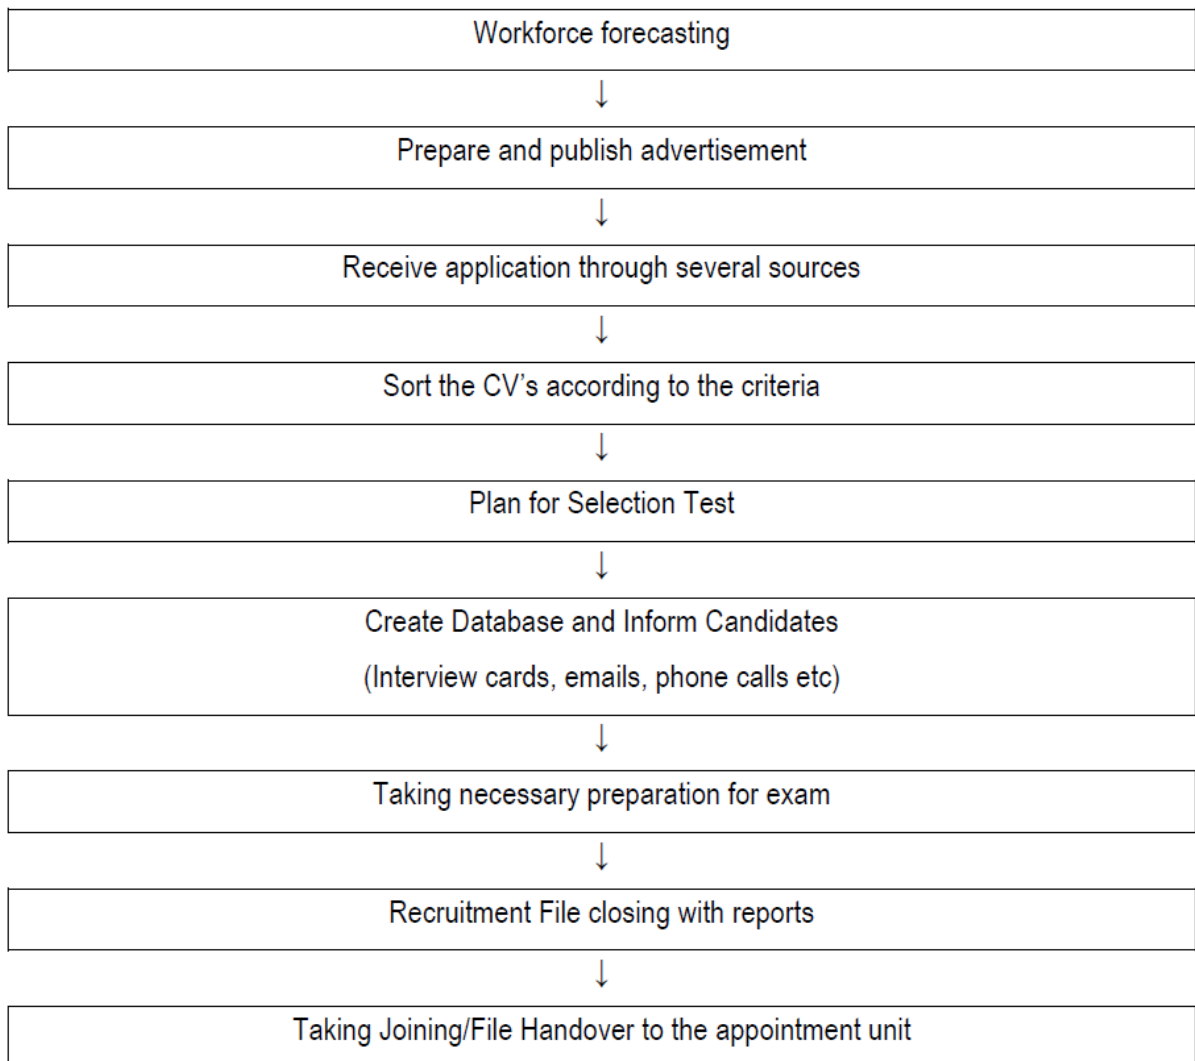 Workforce forecasting
↓
Prepare and publish advertisement
↓
Receive application through several sources
↓
Sort the CV’s according to the criteria
↓
Plan for Selection Test
↓
Create Database and Inform Candidates
(Interview cards, emails, phone calls etc)
↓
Taking necessary preparation for exam
↓
Recruitment File closing with reports
↓
Taking Joining/File Handover to the appointment unit